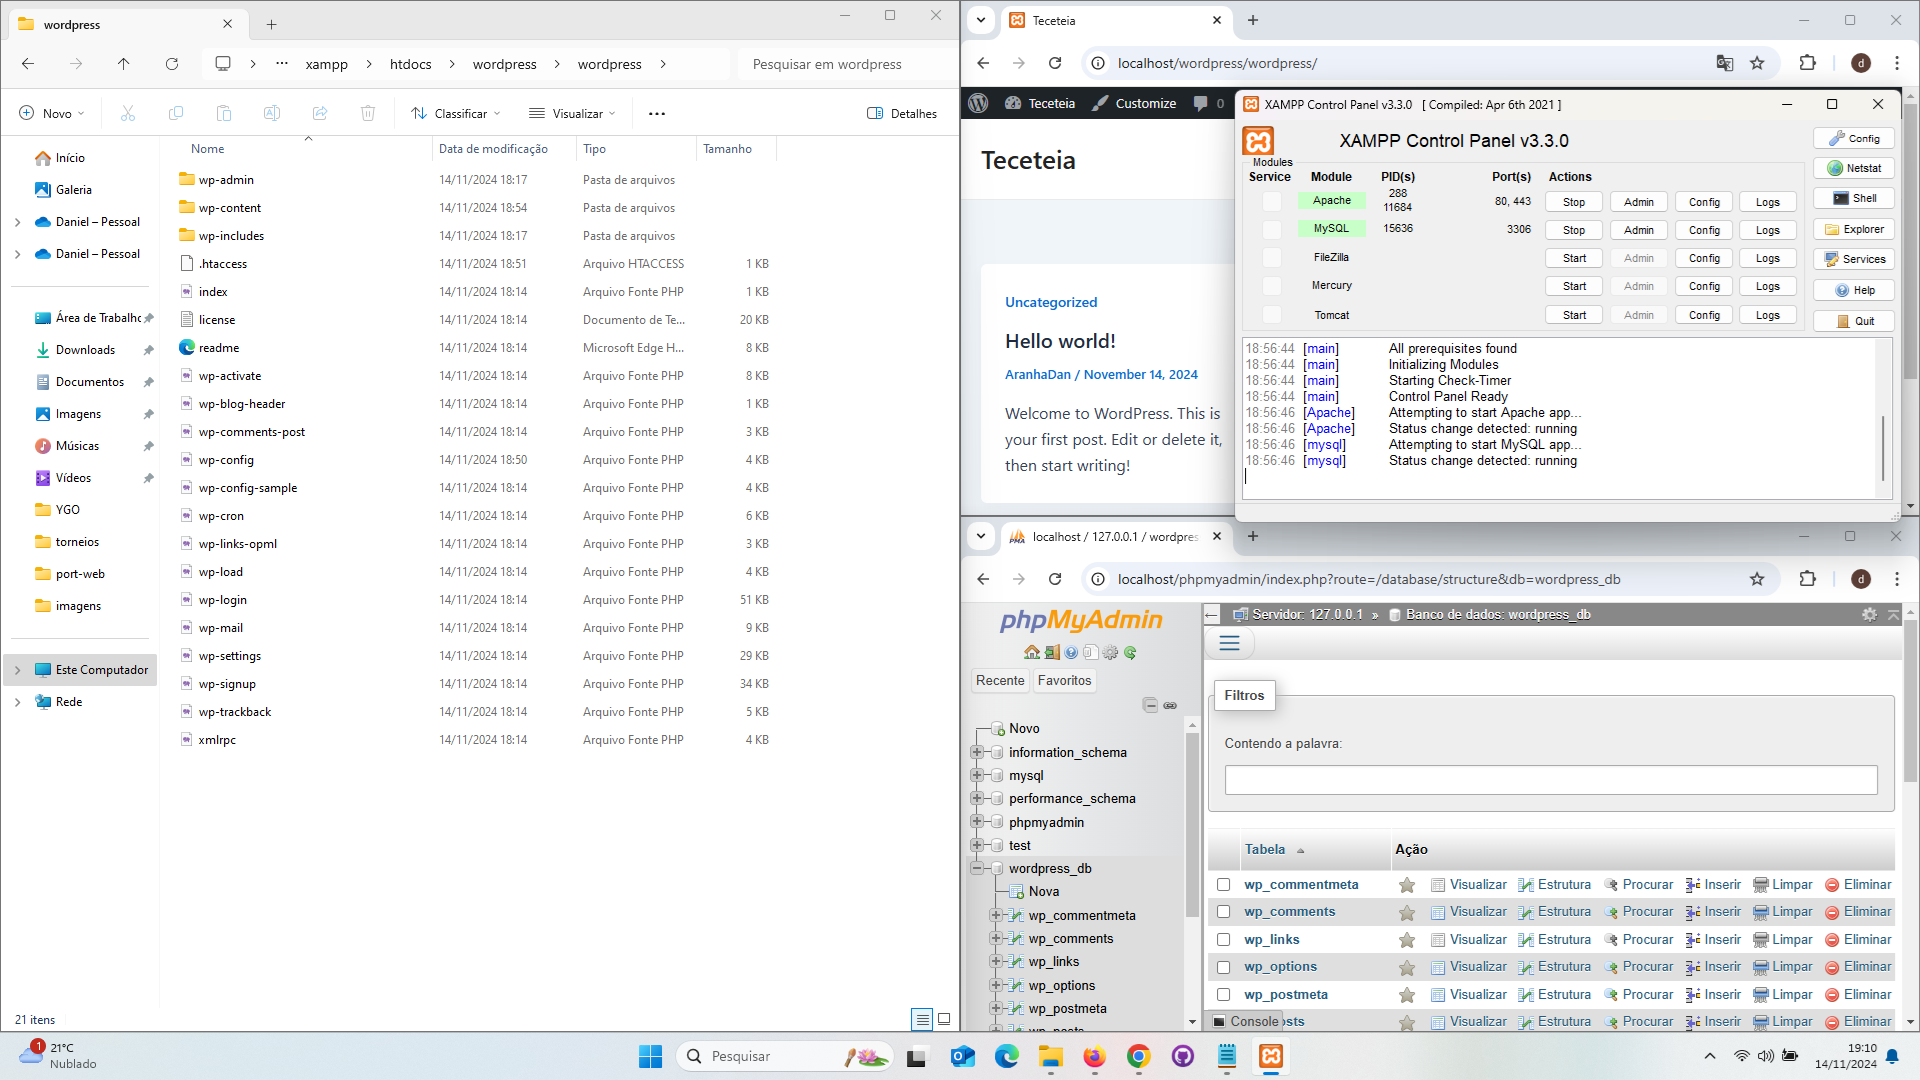 wordpress
xampp
htdocs
wordpress
wordpress
Pesquisar em wordpress
Novo
Classificar
Visualizar
Detalhes
Nome
Data de modificação
Tipo
Tamanho
Início
Galeria
Daniel – Pessoal
Daniel – Pessoal
Área de Trabalho
Downloads
Documentos
Imagens
Músicas
Vídeos
YGO
torneios
port-web
imagens
Este Computador
Rede
wp-admin 14/11/2024 18:17 Pasta de arquivos
wp-content 14/11/2024 18:54 Pasta de arquivos
wp-includes 14/11/2024 18:17 Pasta de arquivos
.htaccess 14/11/2024 18:51 Arquivo HTACCESS 1 KB
index 14/11/2024 18:14 Arquivo Fonte PHP 1 KB
license 14/11/2024 18:14 Documento de Te... 20 KB
readme 14/11/2024 18:14 Microsoft Edge H... 8 KB
wp-activate 14/11/2024 18:14 Arquivo Fonte PHP 8 KB
wp-blog-header 14/11/2024 18:14 Arquivo Fonte PHP 1 KB
wp-comments-post 14/11/2024 18:14 Arquivo Fonte PHP 3 KB
wp-config 14/11/2024 18:50 Arquivo Fonte PHP 4 KB
wp-config-sample 14/11/2024 18:14 Arquivo Fonte PHP 4 KB
wp-cron 14/11/2024 18:14 Arquivo Fonte PHP 6 KB
wp-links-opml 14/11/2024 18:14 Arquivo Fonte PHP 3 KB
wp-load 14/11/2024 18:14 Arquivo Fonte PHP 4 KB
wp-login 14/11/2024 18:14 Arquivo Fonte PHP 51 KB
wp-mail 14/11/2024 18:14 Arquivo Fonte PHP 9 KB
wp-settings 14/11/2024 18:14 Arquivo Fonte PHP 29 KB
wp-signup 14/11/2024 18:14 Arquivo Fonte PHP 34 KB
wp-trackback 14/11/2024 18:14 Arquivo Fonte PHP 5 KB
xmlrpc 14/11/2024 18:14 Arquivo Fonte PHP 4 KB
21 itens
Teceteia
localhost/wordpress/wordpress/
d
Teceteia Customize 0
Teceteia
Uncategorized
Hello world!
AranhaDan / November 14, 2024
Welcome to WordPress. This is
your first post. Edit or delete it,
then start writing!
XAMPP Control Panel v3.3.0 [ Compiled: Apr 6th 2021 ]
XAMPP Control Panel v3.3.0
Modules
Service Module PID(s) Port(s) Actions
Apache 288 11684 80, 443 Stop Admin Config Logs
MySQL 15636 3306 Stop Admin Config Logs
FileZilla Start Admin Config Logs
Mercury Start Admin Config Logs
Tomcat Start Admin Config Logs
Config
Netstat
Shell
Explorer
Services
Help
Quit
18:56:44 [main] All prerequisites found
18:56:44 [main] Initializing Modules
18:56:44 [main] Starting Check-Timer
18:56:44 [main] Control Panel Ready
18:56:46 [Apache] Attempting to start Apache app...
18:56:46 [Apache] Status change detected: running
18:56:46 [mysql] Attempting to start MySQL app...
18:56:46 [mysql] Status change detected: running
PMA
localhost / 127.0.0.1 / wordpres
localhost/phpmyadmin/index.php?route=/database/structure&db=wordpress_db
d
phpMyAdmin
Recente
Favoritos
Novo
information_schema
mysql
performance_schema
phpmyadmin
test
wordpress_db
Nova
wp_commentmeta
wp_comments
wp_links
wp_options
wp_postmeta
wp_posts
Servidor: 127.0.0.1 » Banco de dados: wordpress_db
Filtros
Contendo a palavra:
Tabela Ação
wp_commentmeta Visualizar Estrutura Procurar Inserir Limpar Eliminar
wp_comments Visualizar Estrutura Procurar Inserir Limpar Eliminar
wp_links Visualizar Estrutura Procurar Inserir Limpar Eliminar
wp_options Visualizar Estrutura Procurar Inserir Limpar Eliminar
wp_postmeta Visualizar Estrutura Procurar Inserir Limpar Eliminar
Console osts Visualizar Estrutura Procurar Inserir Limpar Eliminar
1
21°C
Nublado
Pesquisar
19:10
14/11/2024